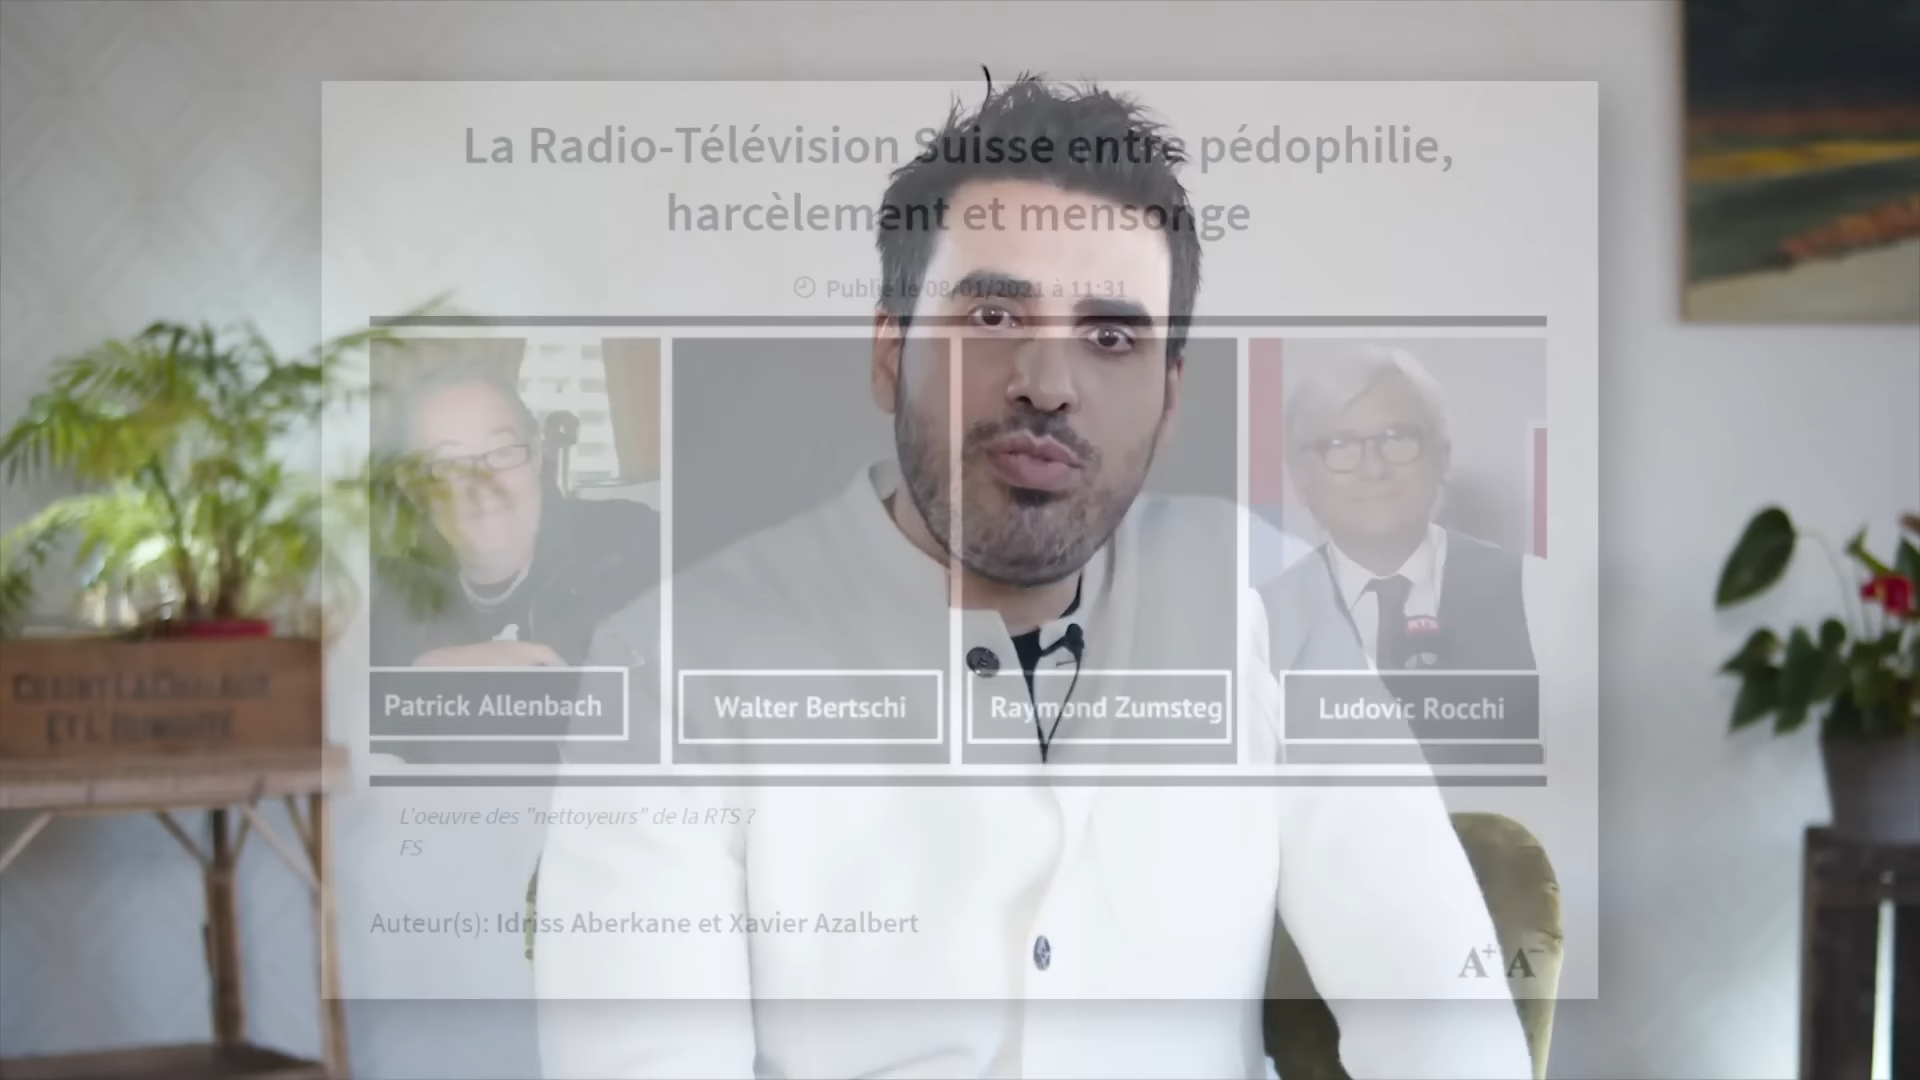 La Radio-Télévision Suisse entre pédophilie,
harcèlement et mensonge
Publié le 08/01/2021 à 11:31
RTS
Patrick Allenbach
Walter Bertschi
Raymond Zumsteg
Ludovic Rocchi
L'oeuvre des "nettoyeurs" de la RTS ?
FS
Auteur(s): Idriss Aberkane et Xavier Azalbert
A+ A-